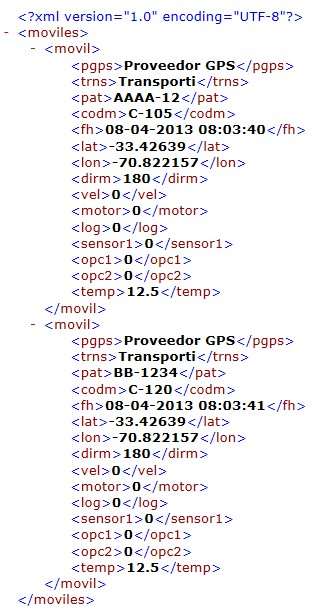 <?xml version="1.0" encoding="UTF-8"?>
- <moviles>
- <movil>
<pgps>Proveedor GPS</pgps>
<trns>Transporti</trns>
<pat>AAAA-12</pat>
<codm>C-105</codm>
<fh>08-04-2013 08:03:40</fh>
<lat>-33.42639</lat>
<lon>-70.822157</lon>
<dirm>180</dirm>
<vel>0</vel>
<motor>0</motor>
<log>0</log>
<sensor1>0</sensor1>
<opc1>0</opc1>
<opc2>0</opc2>
<temp>12.5</temp>
</movil>
- <movil>
<pgps>Proveedor GPS</pgps>
<trns>Transporti</trns>
<pat>BB-1234</pat>
<codm>C-120</codm>
<fh>08-04-2013 08:03:41</fh>
<lat>-33.42639</lat>
<lon>-70.822157</lon>
<dirm>180</dirm>
<vel>0</vel>
<motor>0</motor>
<log>0</log>
<sensor1>0</sensor1>
<opc1>0</opc1>
<opc2>0</opc2>
<temp>12.5</temp>
</movil>
</moviles>